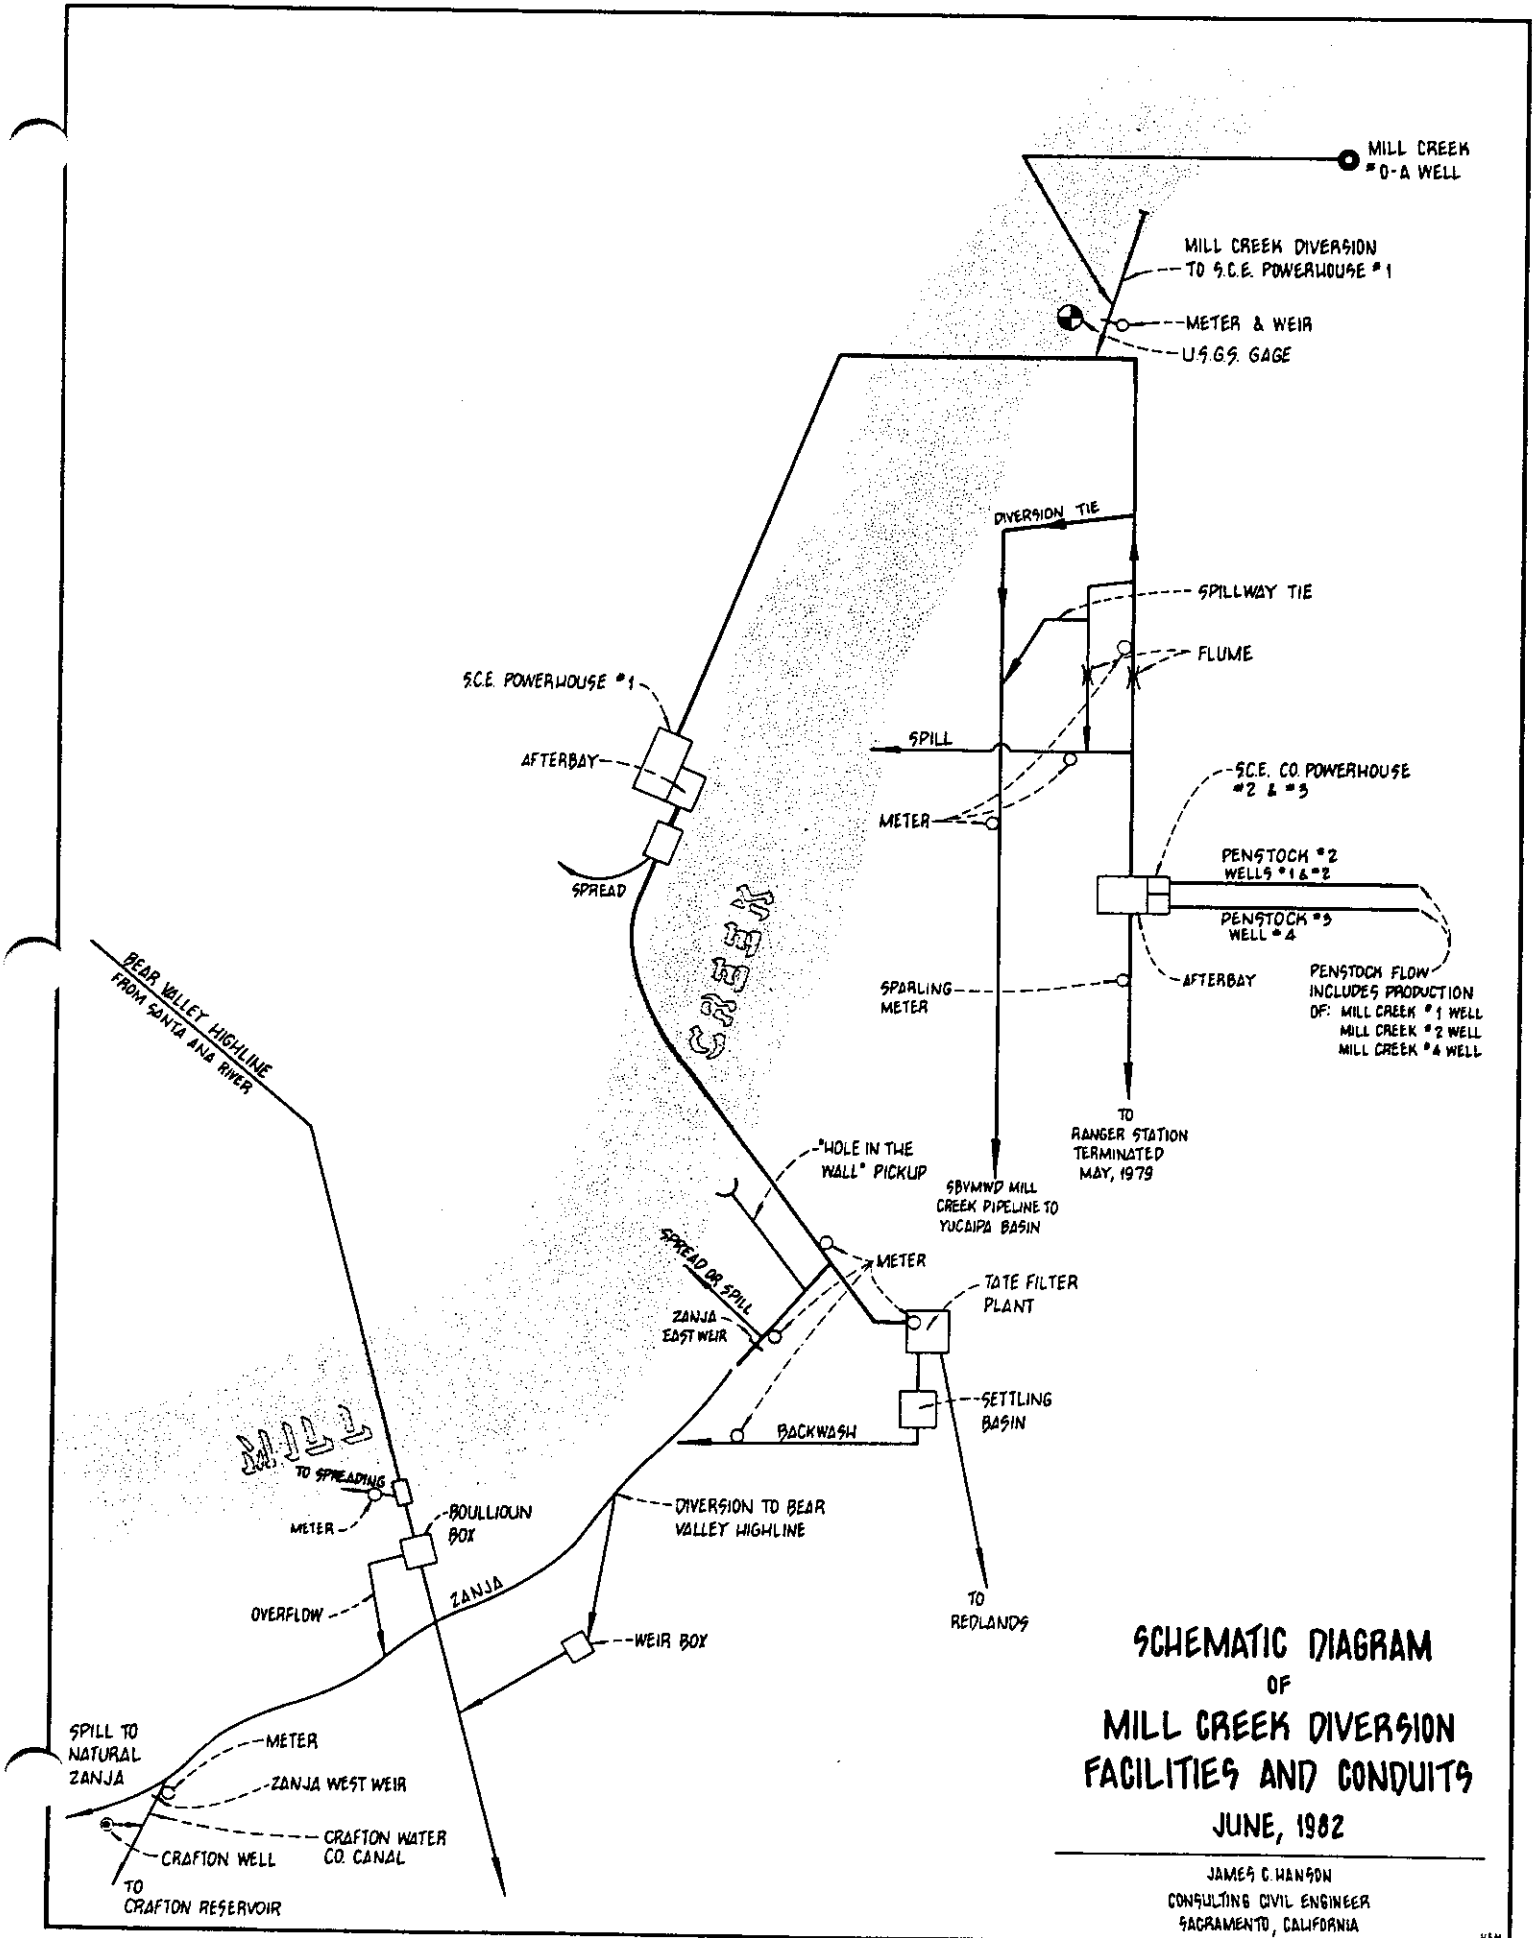 MILL CREEK
#0-A WELL
MILL CREEK DIVERSION
TO S.C.E. POWERHOUSE #1
METER & WEIR
U.S.G.S. GAGE
DIVERSION TIE
SPILLWAY TIE
FLUME
S.C.E. POWERHOUSE #1
AFTERBAY
SPILL
S.C.E. CO. POWERHOUSE
#2 & #3
METER
PENSTOCK #2
WELLS #1 & #2
SPREAD
PENSTOCK #3
WELL #4
CREEK
BEAR VALLEY HIGHLINE
FROM SANTA ANA RIVER
SPARLING
METER
AFTERBAY
PENSTOCK FLOW
INCLUDES PRODUCTION
OF: MILL CREEK #1 WELL
MILL CREEK #2 WELL
MILL CREEK #4 WELL
TO
RANGER STATION
TERMINATED
MAY, 1979
"HOLE IN THE
WALL" PICKUP
SBVMWD MILL
CREEK PIPELINE TO
YUCAIPA BASIN
SPREAD OR SPILL
METER
TATE FILTER
PLANT
ZANJA
EAST WEIR
SETTLING
BASIN
BACKWASH
MILL
TO SPREADING
METER
BOULLIOUN
BOX
DIVERSION TO BEAR
VALLEY HIGHLINE
ZANJA
OVERFLOW
WEIR BOX
TO
REDLANDS
SPILL TO
NATURAL
ZANJA
METER
ZANJA WEST WEIR
CRAFTON WATER
CO. CANAL
CRAFTON WELL
TO
CRAFTON RESERVOIR
SCHEMATIC DIAGRAM
OF
MILL CREEK DIVERSION
FACILITIES AND CONDUITS
JUNE, 1982
JAMES C. HANSON
CONSULTING CIVIL ENGINEER
SACRAMENTO, CALIFORNIA